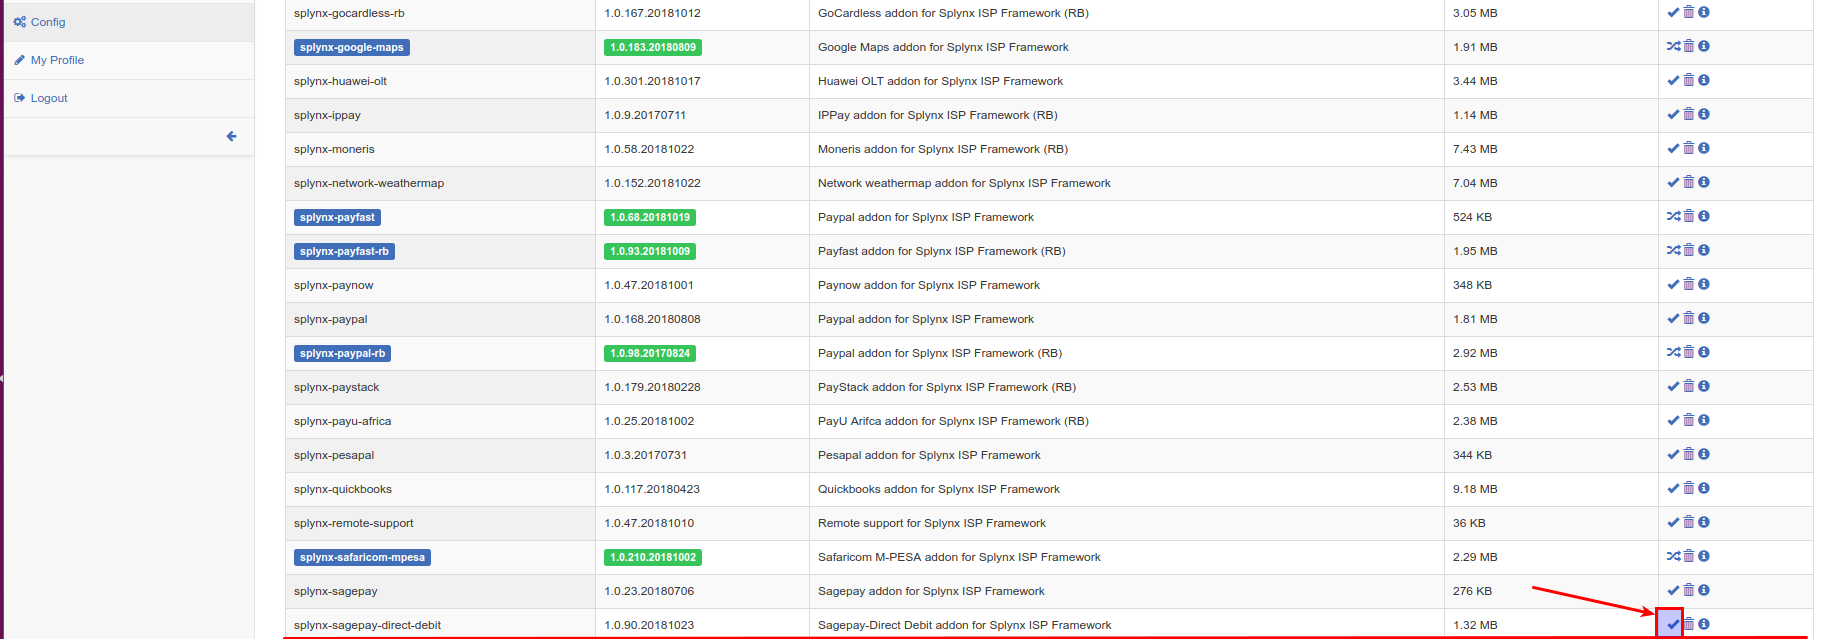 Config
My Profile
Logout
splynx-gocardless-rb 1.0.167.20181012 GoCardless addon for Splynx ISP Framework (RB) 3.05 MB
splynx-google-maps 1.0.183.20180809 Google Maps addon for Splynx ISP Framework 1.91 MB
splynx-huawei-olt 1.0.301.20181017 Huawei OLT addon for Splynx ISP Framework 3.44 MB
splynx-ippay 1.0.9.20170711 IPPay addon for Splynx ISP Framework (RB) 1.14 MB
splynx-moneris 1.0.58.20181022 Moneris addon for Splynx ISP Framework (RB) 7.43 MB
splynx-network-weathermap 1.0.152.20181022 Network weathermap addon for Splynx ISP Framework 7.04 MB
splynx-payfast 1.0.68.20181019 Paypal addon for Splynx ISP Framework 524 KB
splynx-payfast-rb 1.0.93.20181009 Payfast addon for Splynx ISP Framework (RB) 1.95 MB
splynx-paynow 1.0.47.20181001 Paynow addon for Splynx ISP Framework 348 KB
splynx-paypal 1.0.168.20180808 Paypal addon for Splynx ISP Framework 1.81 MB
splynx-paypal-rb 1.0.98.20170824 Paypal addon for Splynx ISP Framework (RB) 2.92 MB
splynx-paystack 1.0.179.20180228 PayStack addon for Splynx ISP Framework (RB) 2.53 MB
splynx-payu-africa 1.0.25.20181002 PayU Arifca addon for Splynx ISP Framework (RB) 2.38 MB
splynx-pesapal 1.0.3.20170731 Pesapal addon for Splynx ISP Framework 344 KB
splynx-quickbooks 1.0.117.20180423 Quickbooks addon for Splynx ISP Framework 9.18 MB
splynx-remote-support 1.0.47.20181010 Remote support for Splynx ISP Framework 36 KB
splynx-safaricom-mpesa 1.0.210.20181002 Safaricom M-PESA addon for Splynx ISP Framework 2.29 MB
splynx-sagepay 1.0.23.20180706 Sagepay addon for Splynx ISP Framework 276 KB
splynx-sagepay-direct-debit 1.0.90.20181023 Sagepay-Direct Debit addon for Splynx ISP Framework 1.32 MB